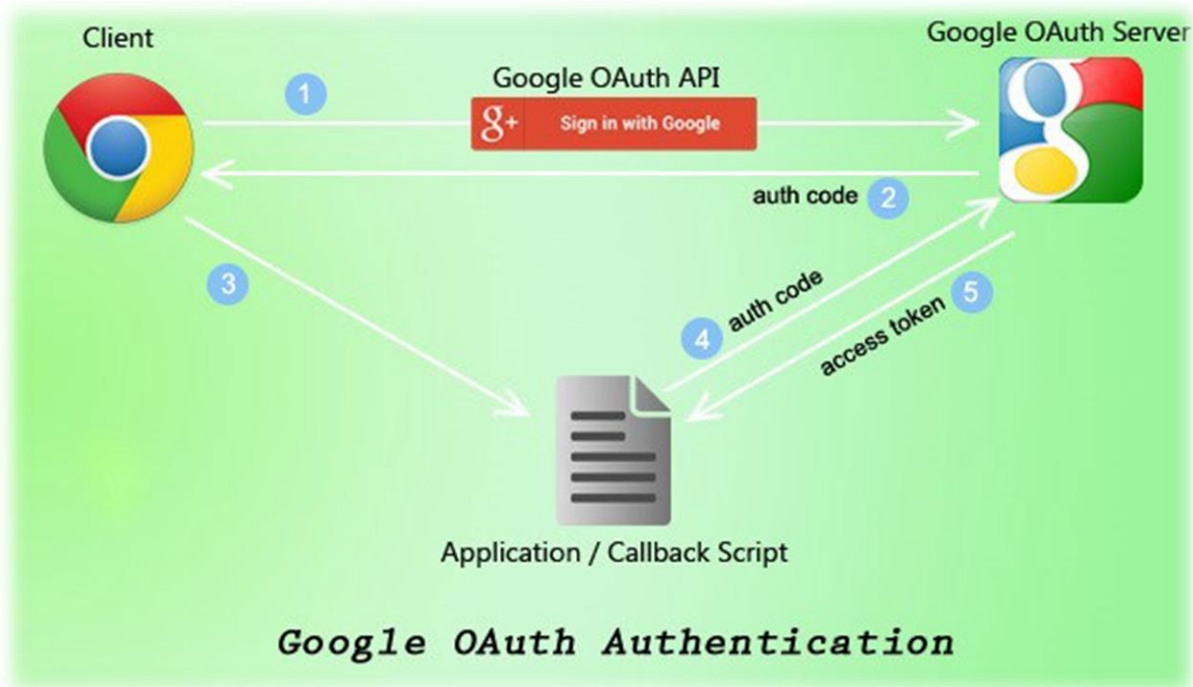 Client
Google OAuth Server
Google OAuth API
1
g+ Sign in with Google
auth code 2
3
4 auth code
access token 5
Application / Callback Script
Google OAuth Authentication